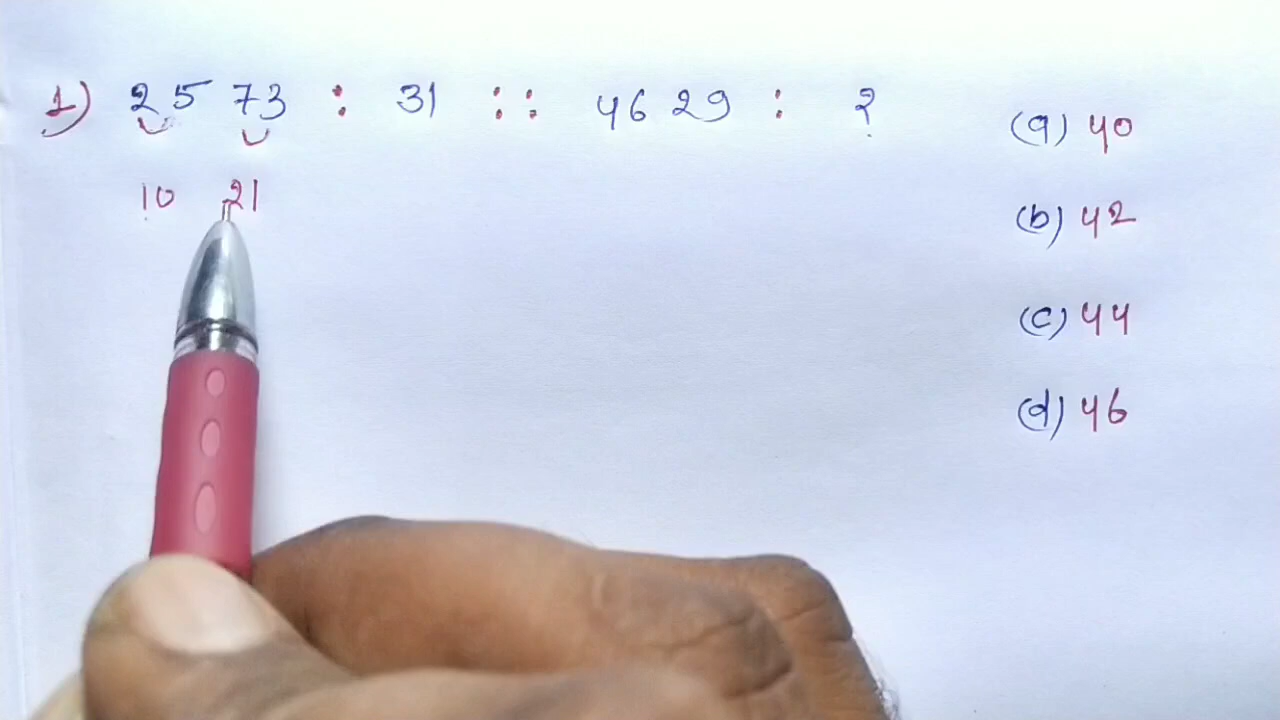 1) 25 73 : 31 :: 46 29 : ?
10 21
(a) 40
(b) 42
(c) 44
(d) 46